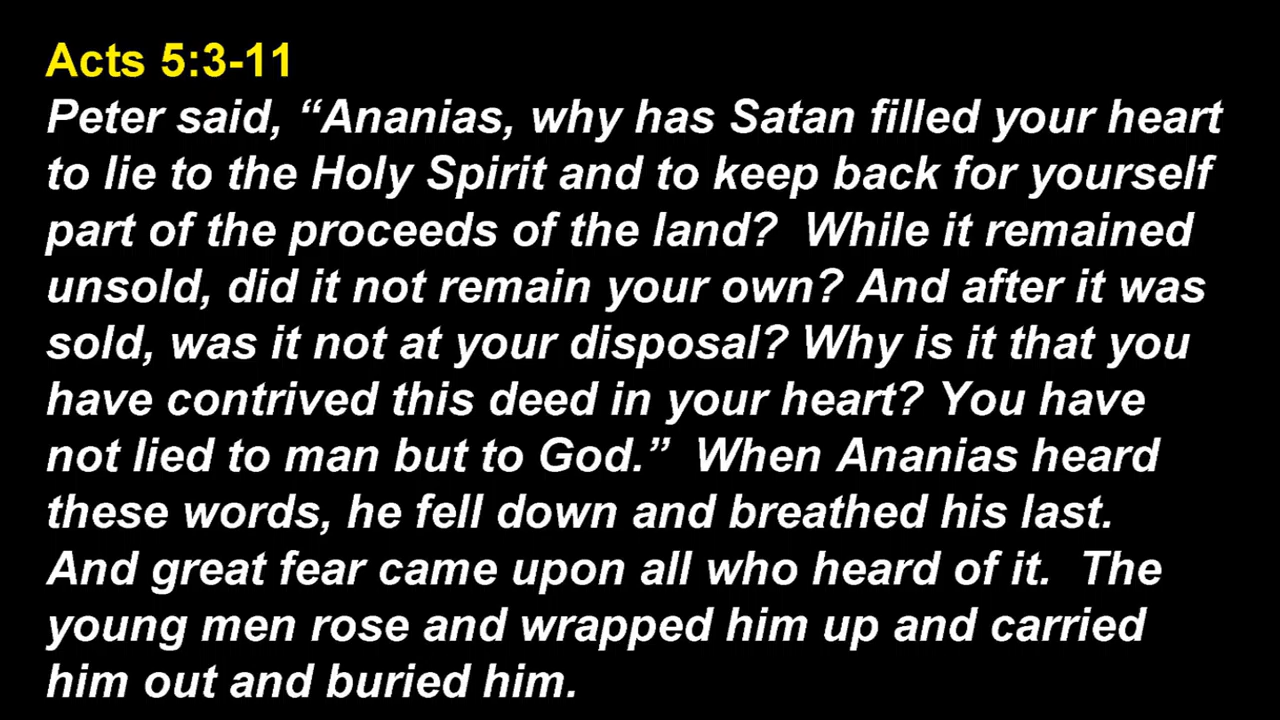 Acts 5:3-11
Peter said, “Ananias, why has Satan filled your heart
to lie to the Holy Spirit and to keep back for yourself
part of the proceeds of the land?  While it remained
unsold, did it not remain your own? And after it was
sold, was it not at your disposal? Why is it that you
have contrived this deed in your heart? You have
not lied to man but to God.”  When Ananias heard
these words, he fell down and breathed his last.
And great fear came upon all who heard of it.  The
young men rose and wrapped him up and carried
him out and buried him.